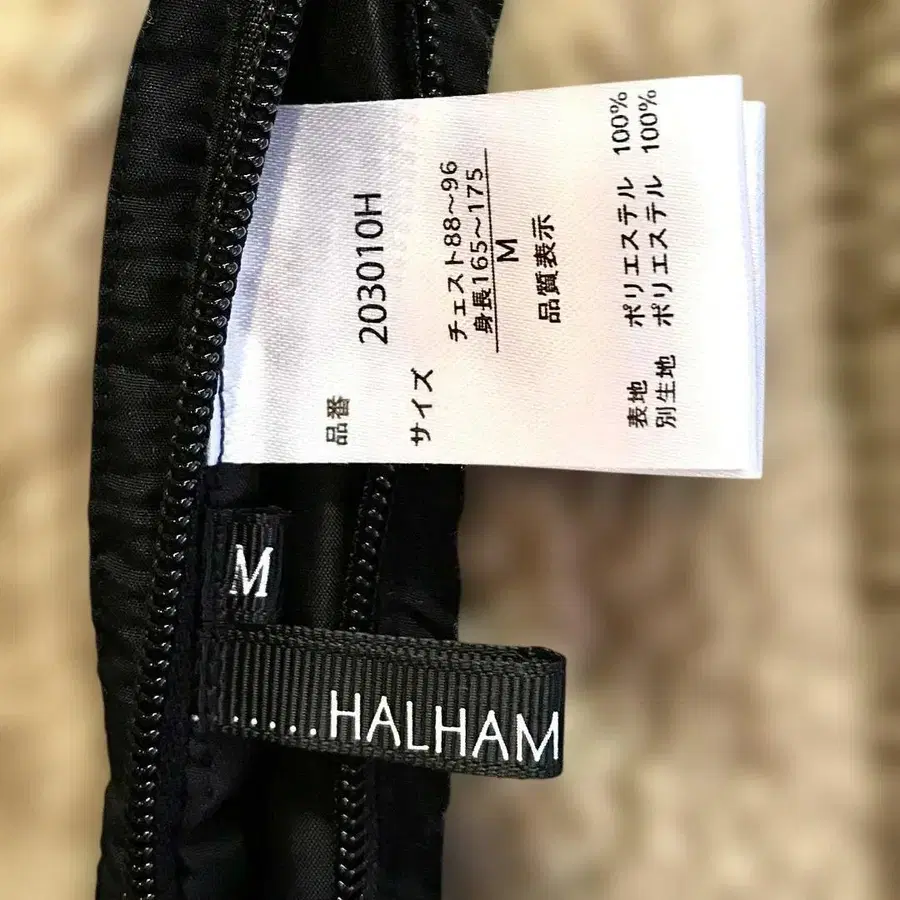 品番
203010H
サイズ
チェスト88～96
身長165～175
M
品質表示
表地 ポリエステル 100%
別生地 ポリエステル 100%
M
.......HALHAM